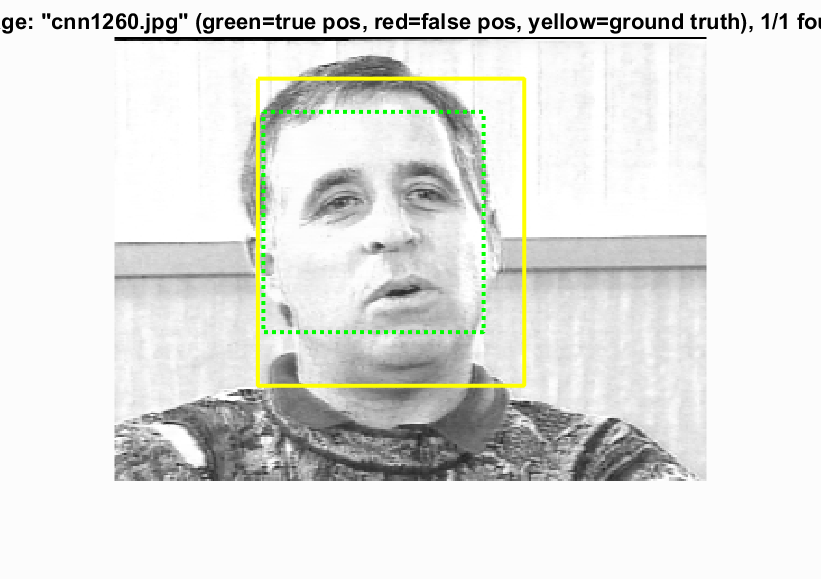 ge: "cnn1260.jpg" (green=true pos, red=false pos, yellow=ground truth), 1/1 fou